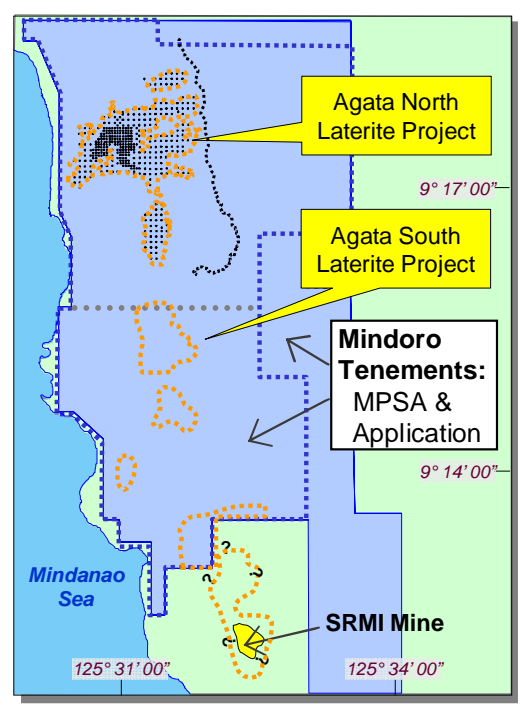 Agata North
Laterite Project
9° 17' 00"
Agata South
Laterite Project
Mindoro
Tenements:
MPSA &
Application
9° 14' 00"
Mindanao
Sea
?
?
?
?
?
SRMI Mine
125° 31' 00"
125° 34' 00"